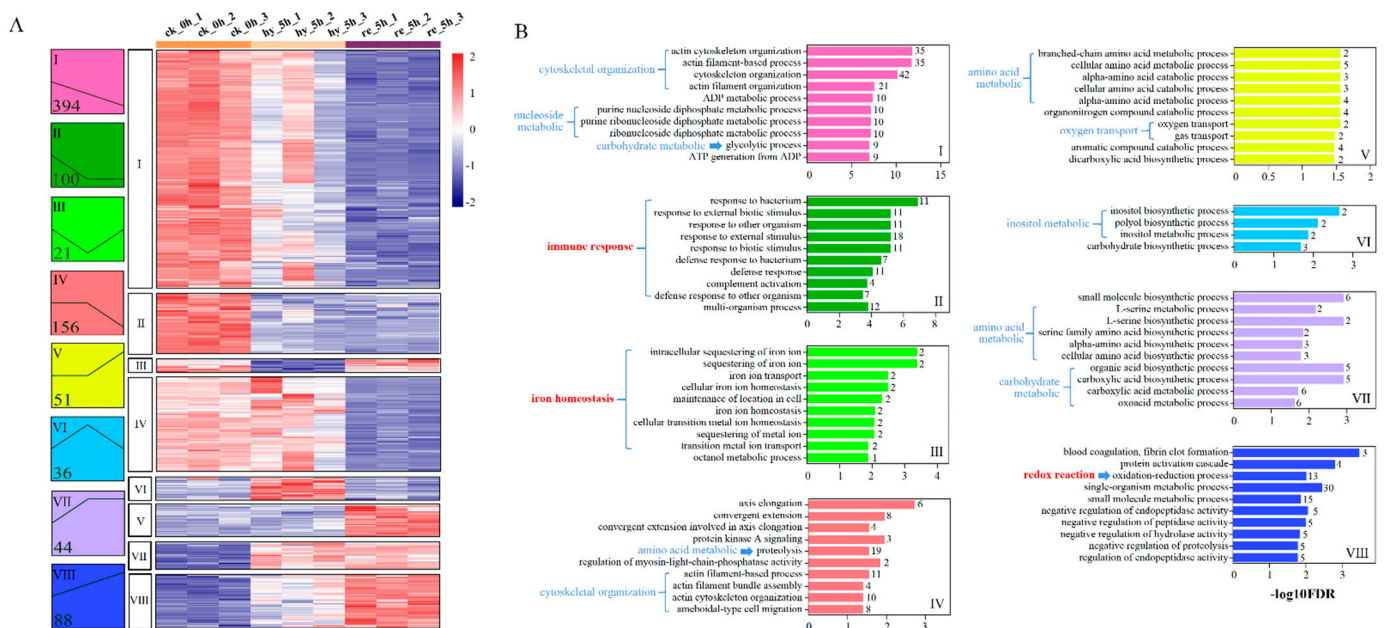 A
ck_0h_1
ck_0h_2
ck_0h_3
hy_5h_1
hy_5h_2
hy_5h_3
re_5h_1
re_5h_2
re_5h_3
I
394
II
100
III
21
IV
156
V
51
VI
36
VII
44
VIII
88
I
II
III
IV
VI
V
VII
VIII
2
1
0
-1
-2
B
cytoskeletal organization
nucleoside metabolic
carbohydrate metabolic
actin cytoskeleton organization 35
actin filament-based process 35
cytoskeleton organization 42
actin filament organization 21
ADP metabolic process 10
purine nucleoside diphosphate metabolic process 10
purine ribonucleoside diphosphate metabolic process 10
ribonucleoside diphosphate metabolic process 10
glycolytic process 9
ATP generation from ADP 9
I
0 5 10 15
immune response
response to bacterium 11
response to external biotic stimulus 11
response to other organism 11
response to external stimulus 18
response to biotic stimulus 11
defense response to bacterium 7
defense response 11
complement activation 4
defense response to other organism 7
multi-organism process 12
II
0 2 4 6 8
iron homeostasis
intracellular sequestering of iron ion 2
sequestering of iron ion 2
iron ion transport 2
cellular iron ion homeostasis 2
maintenance of location in cell 2
iron ion homeostasis 2
cellular transition metal ion homeostasis 2
sequestering of metal ion 2
transition metal ion transport 2
octanol metabolic process 1
III
0 1 2 3 4
amino acid metabolic
cytoskeletal organization
axis elongation 6
convergent extension 8
convergent extension involved in axis elongation 4
protein kinase A signaling 3
proteolysis 19
regulation of myosin-light-chain-phosphatase activity 2
actin filament-based process 11
actin filament bundle assembly 4
actin cytoskeleton organization 10
ameboidal-type cell migration 8
IV
0 1 2 3
amino acid metabolic
oxygen transport
branched-chain amino acid metabolic process 2
cellular amino acid metabolic process 5
alpha-amino acid catabolic process 3
cellular amino acid catabolic process 3
alpha-amino acid metabolic process 4
organonitrogen compound catabolic process 4
oxygen transport 2
gas transport 2
aromatic compound catabolic process 4
dicarboxylic acid biosynthetic process 2
V
0 0.5 1 1.5 2
inositol metabolic
inositol biosynthetic process 2
polyol biosynthetic process 2
inositol metabolic process 2
carbohydrate biosynthetic process 3
VI
0 1 2 3
amino acid metabolic
carbohydrate metabolic
small molecule biosynthetic process 6
L-serine metabolic process 2
L-serine biosynthetic process 2
serine family amino acid biosynthetic process 2
alpha-amino acid biosynthetic process 3
cellular amino acid biosynthetic process 3
organic acid biosynthetic process 5
carboxylic acid biosynthetic process 5
carboxylic acid metabolic process 6
oxoacid metabolic process 6
VII
0 1 2 3
redox reaction
blood coagulation, fibrin clot formation 3
protein activation cascade 4
oxidation-reduction process 13
single-organism metabolic process 30
small molecule metabolic process 15
negative regulation of endopeptidase activity 5
negative regulation of peptidase activity 5
negative regulation of hydrolase activity 5
negative regulation of proteolysis 5
regulation of endopeptidase activity 5
VIII
0 1 2 3 4
-log10FDR